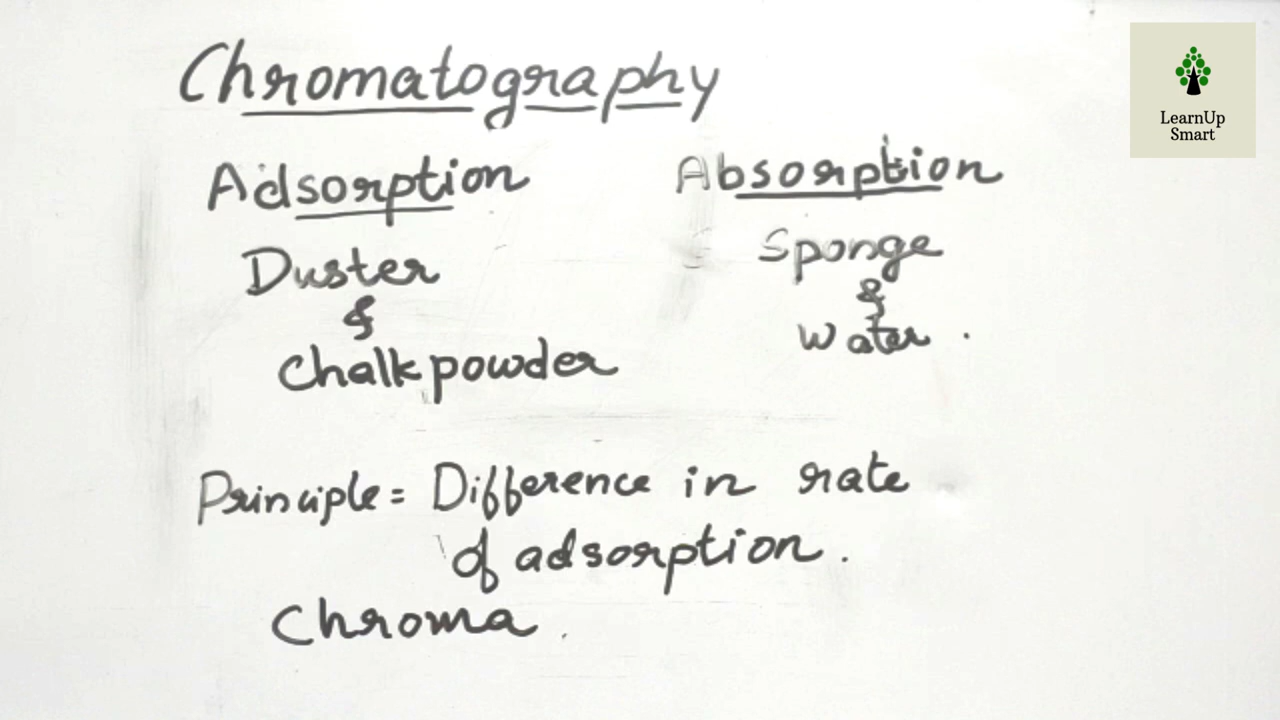 Chromatography
LearnUp
Smart
Adsorption
Absorption
Duster
&
Chalkpowder
Sponge
&
Water.
Principle = Difference in rate
of adsorption.
Chroma